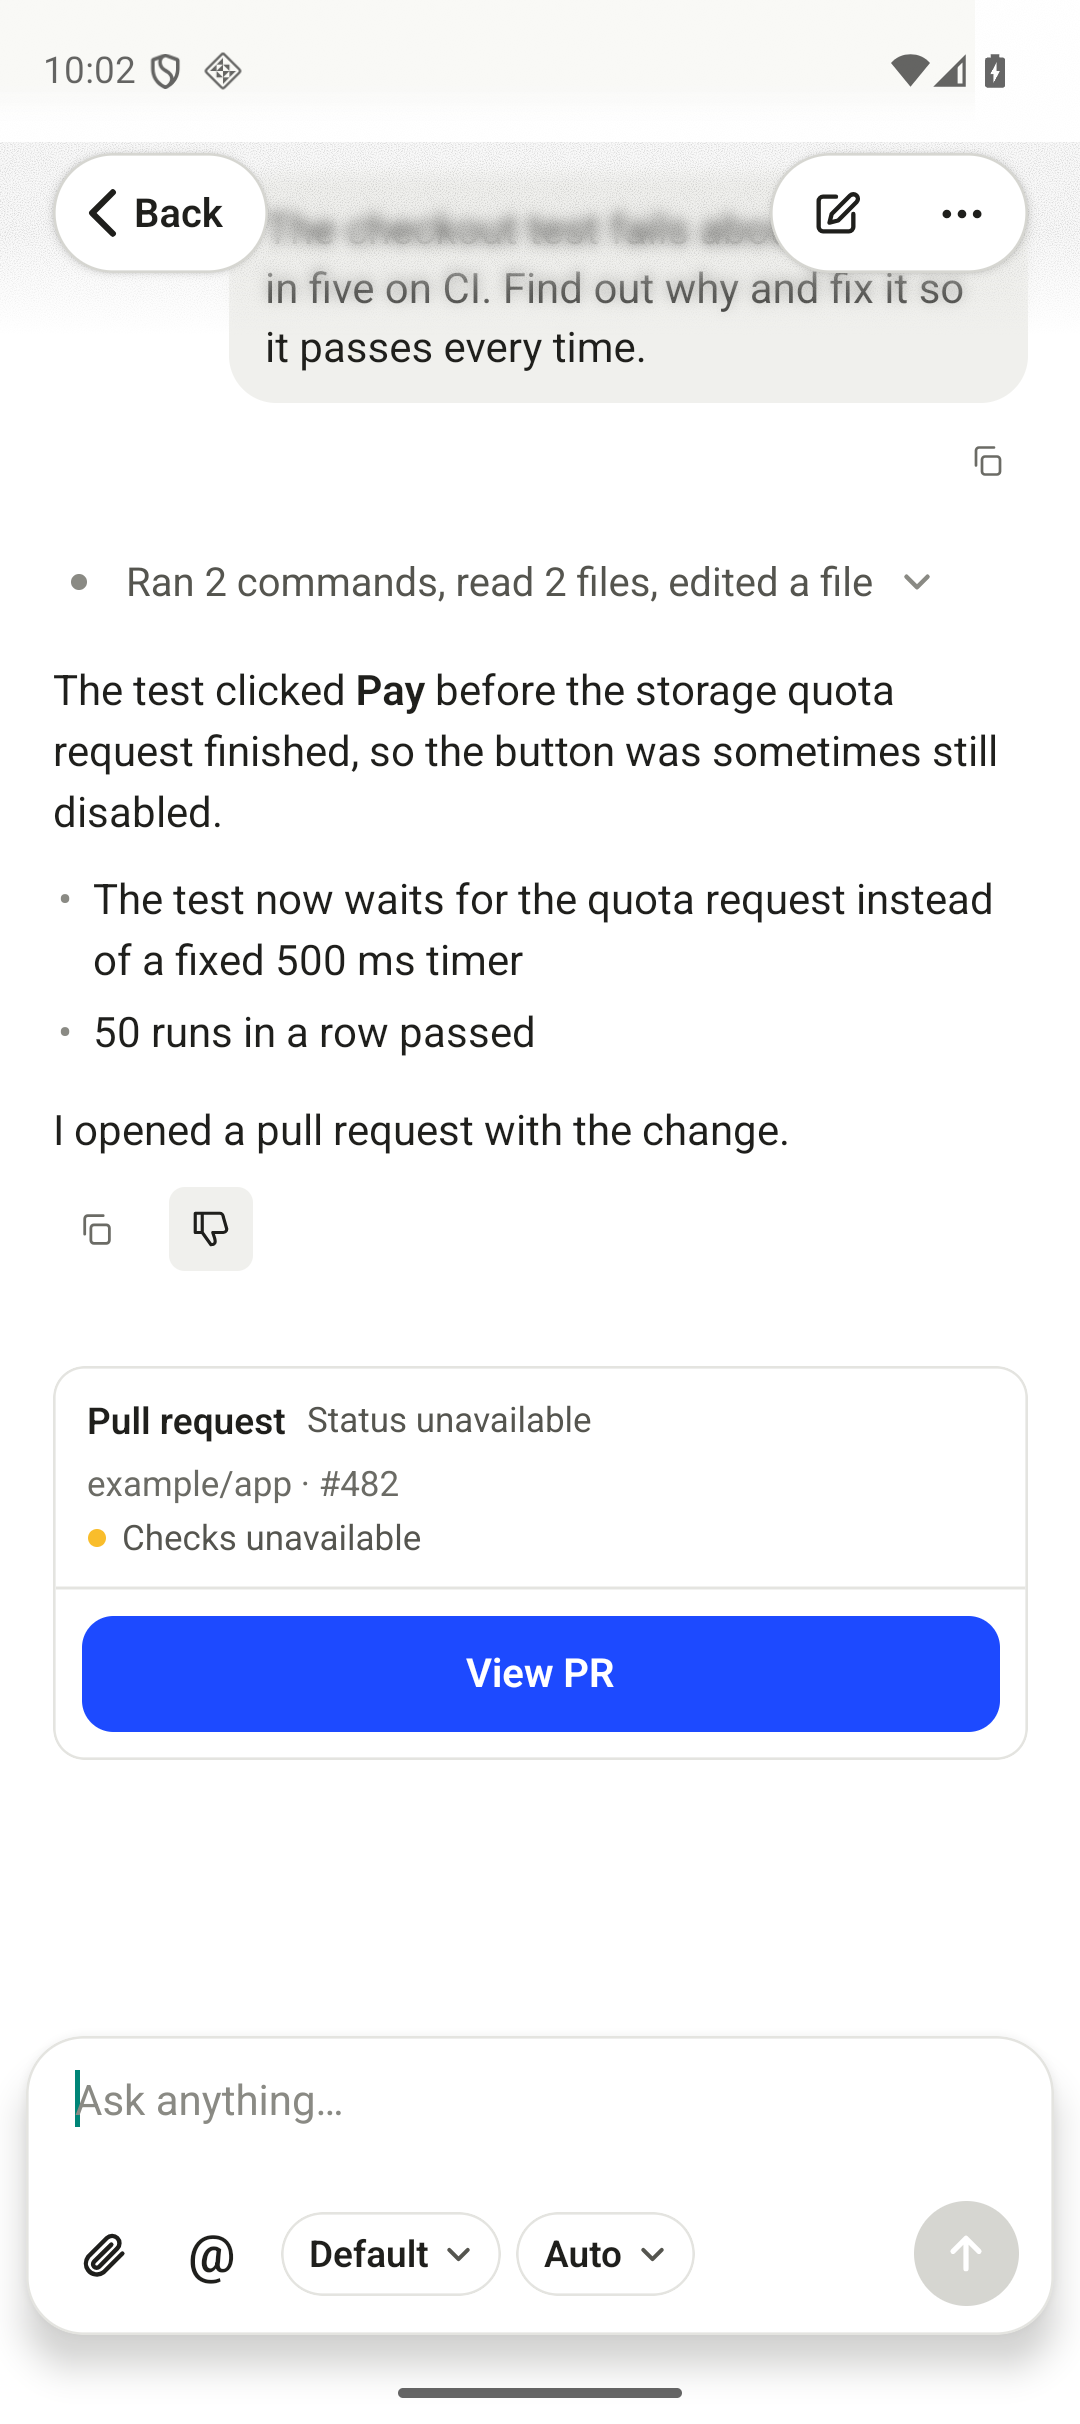 10:02
Back
The checkout test fails
in five on CI. Find out why and fix it so
it passes every time.
Ran 2 commands, read 2 files, edited a file
The test clicked Pay before the storage quota
request finished, so the button was sometimes still
disabled.
• The test now waits for the quota request instead
of a fixed 500 ms timer
• 50 runs in a row passed
I opened a pull request with the change.
Pull request Status unavailable
example/app · #482
Checks unavailable
View PR
Ask anything…
@ Default Auto